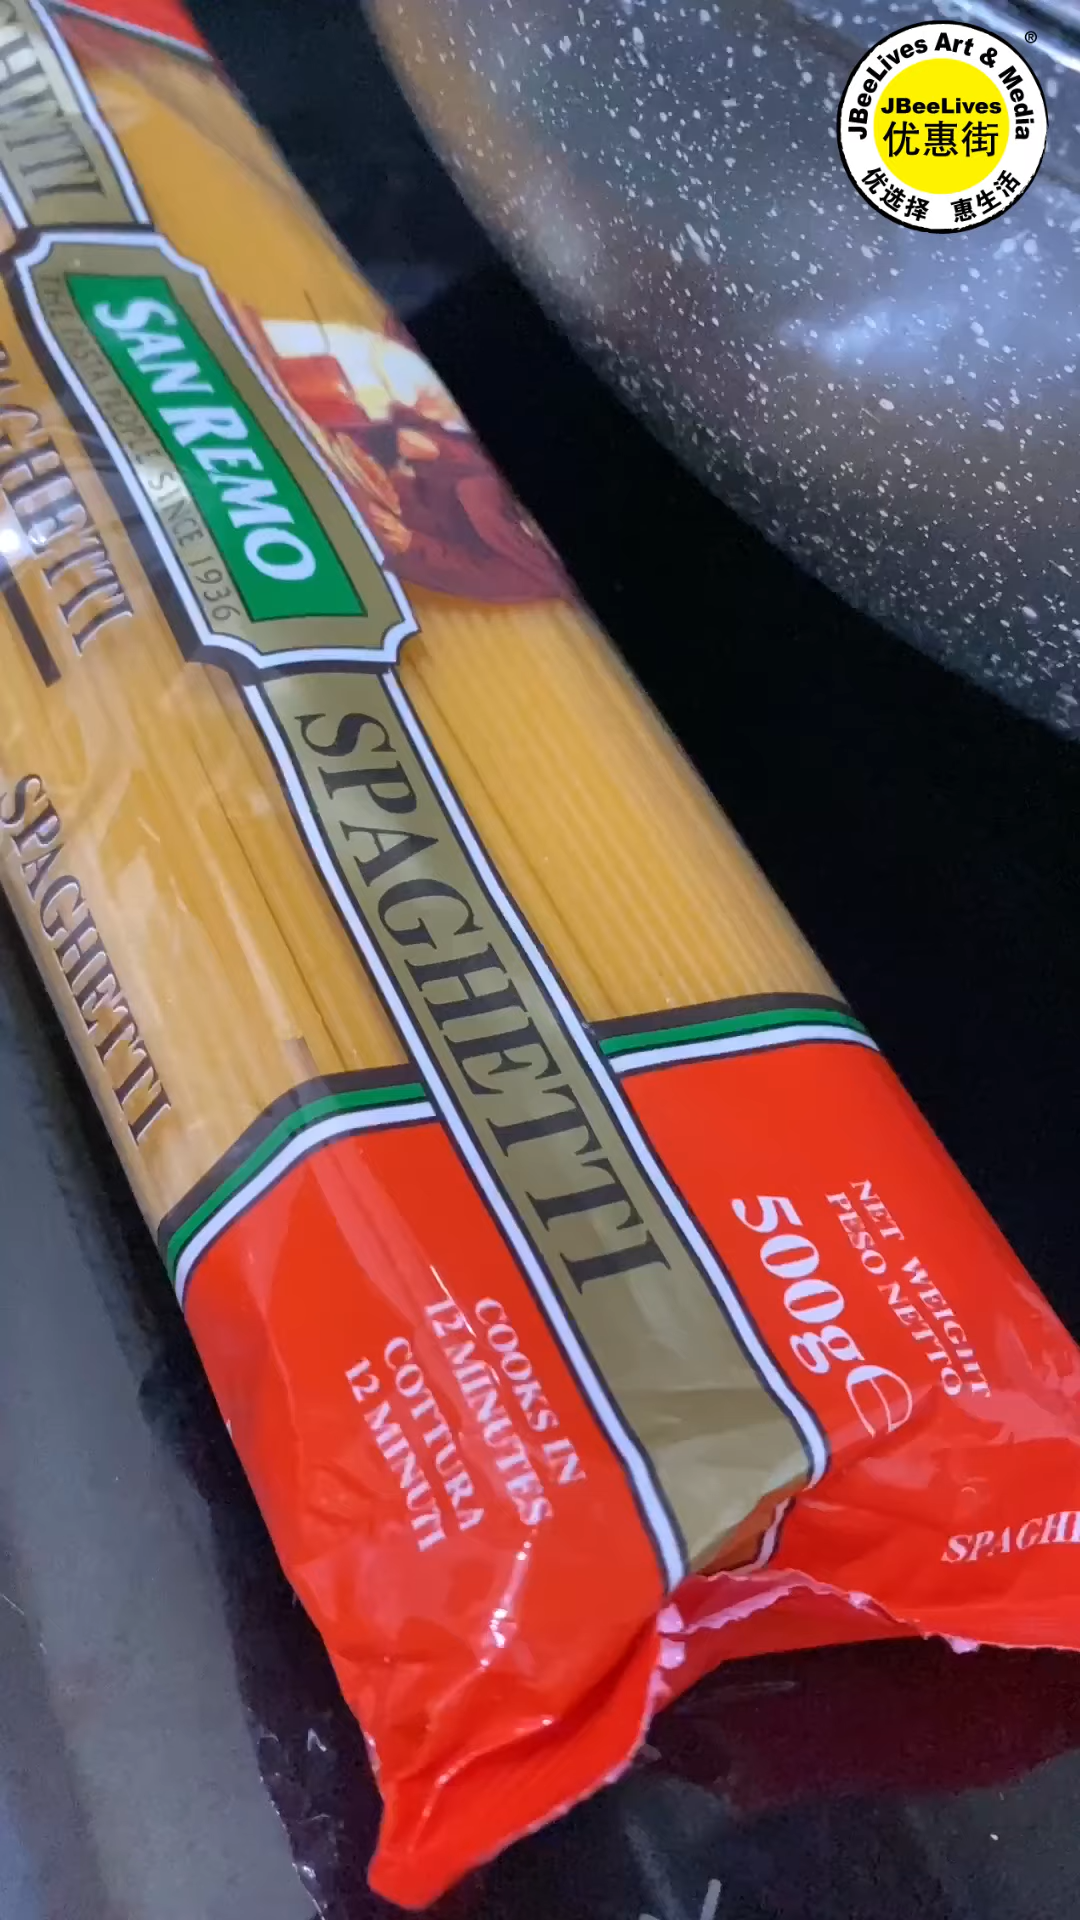 JBeeLives Art & Media
®
JBeeLives
优惠街
优选择 惠生活
SAN REMO
THE PASTA PEOPLE SINCE 1936
SPAGHETTI
SPAGHETTI
NET WEIGHT
PESO NETTO
500g ℮
COOKS IN
12 MINUTES
COTTURA
12 MINUTI